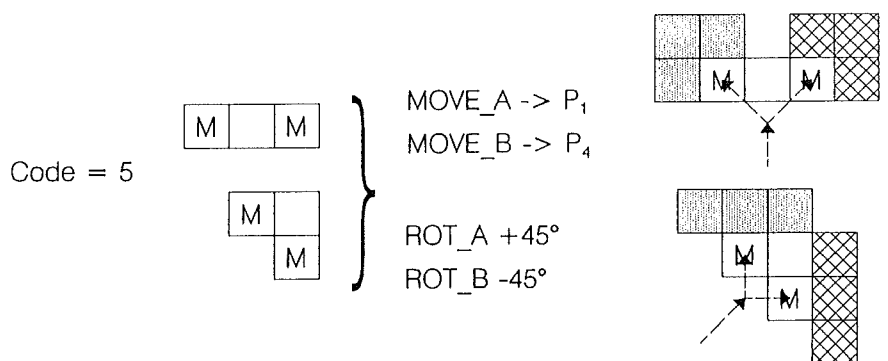 M M
Code = 5
M
M
MOVE_A -> P₁
MOVE_B -> P₄
ROT_A +45°
ROT_B -45°
M M
M
M